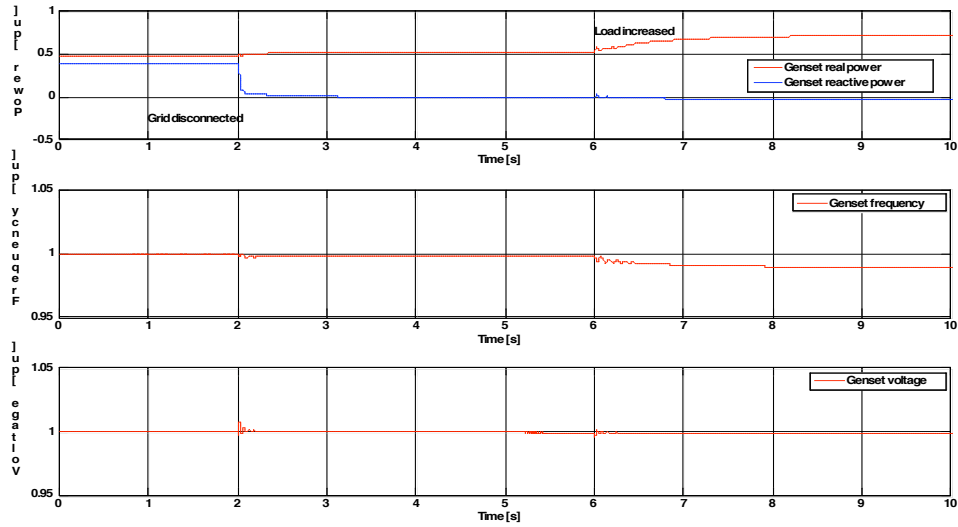 Power [pu]
1
0.5
0
-0.5
Load increased
Genset real power
Genset reactive power
Grid disconnected
0 1 2 3 4 5 6 7 8 9 10
Time [s]
Frequency [pu]
1.05
1
0.95
Genset frequency
0 1 2 3 4 5 6 7 8 9 10
Time [s]
Voltage [pu]
1.05
1
0.95
Genset voltage
0 1 2 3 4 5 6 7 8 9 10
Time [s]